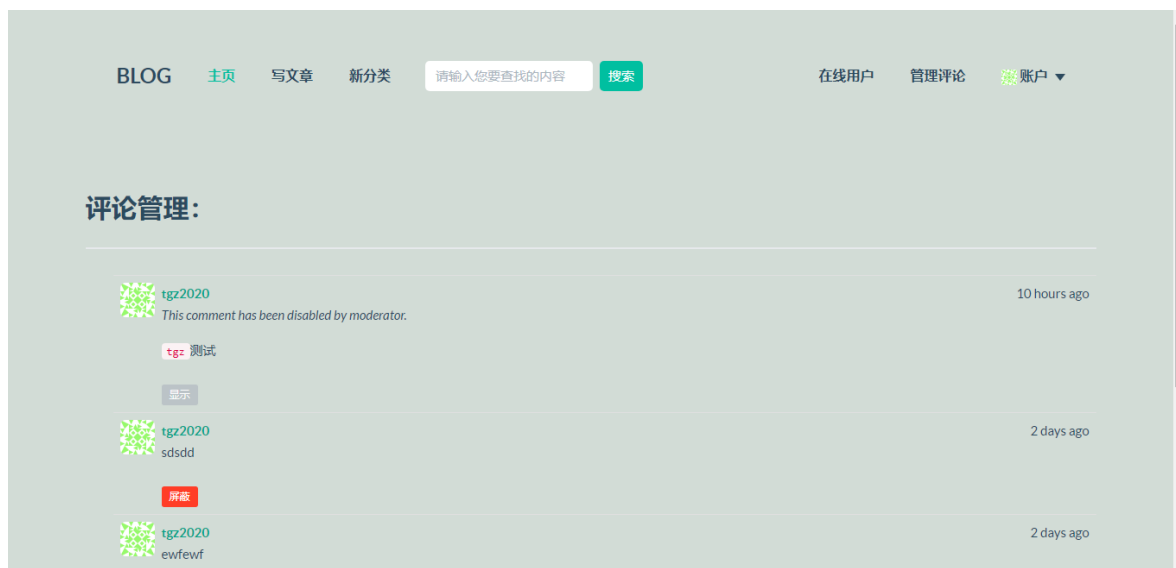 BLOG 主页 写文章 新分类 请输入您要查找的内容 搜索 在线用户 管理评论 账户
评论管理：
tgz2020 10 hours ago
This comment has been disabled by moderator.
tgz 测试
显示
tgz2020 2 days ago
sdsdd
屏蔽
tgz2020 2 days ago
ewfewf